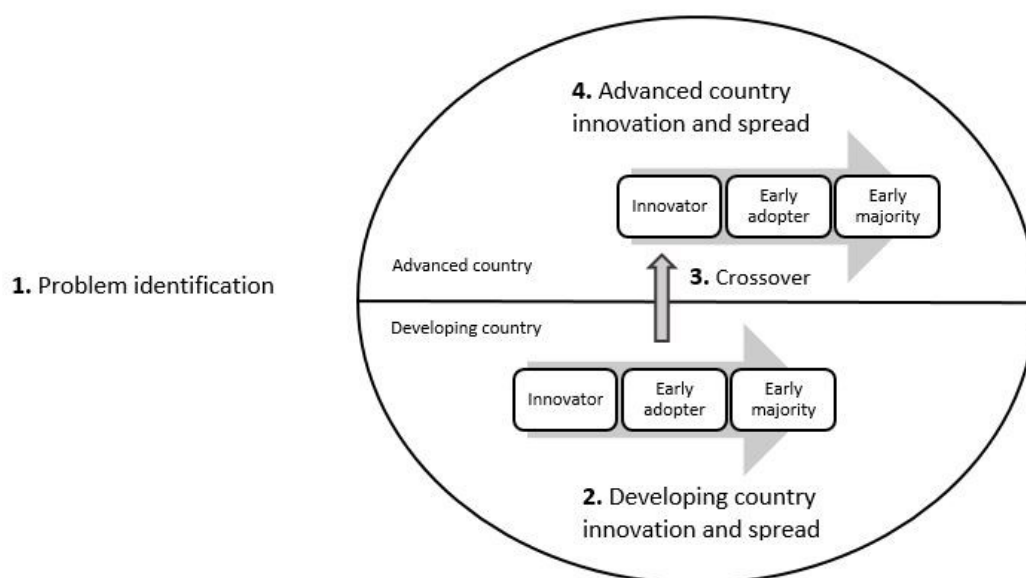 4. Advanced country
innovation and spread
Innovator
Early
adopter
Early
majority
Advanced country
3. Crossover
1. Problem identification
Developing country
Innovator
Early
adopter
Early
majority
2. Developing country
innovation and spread